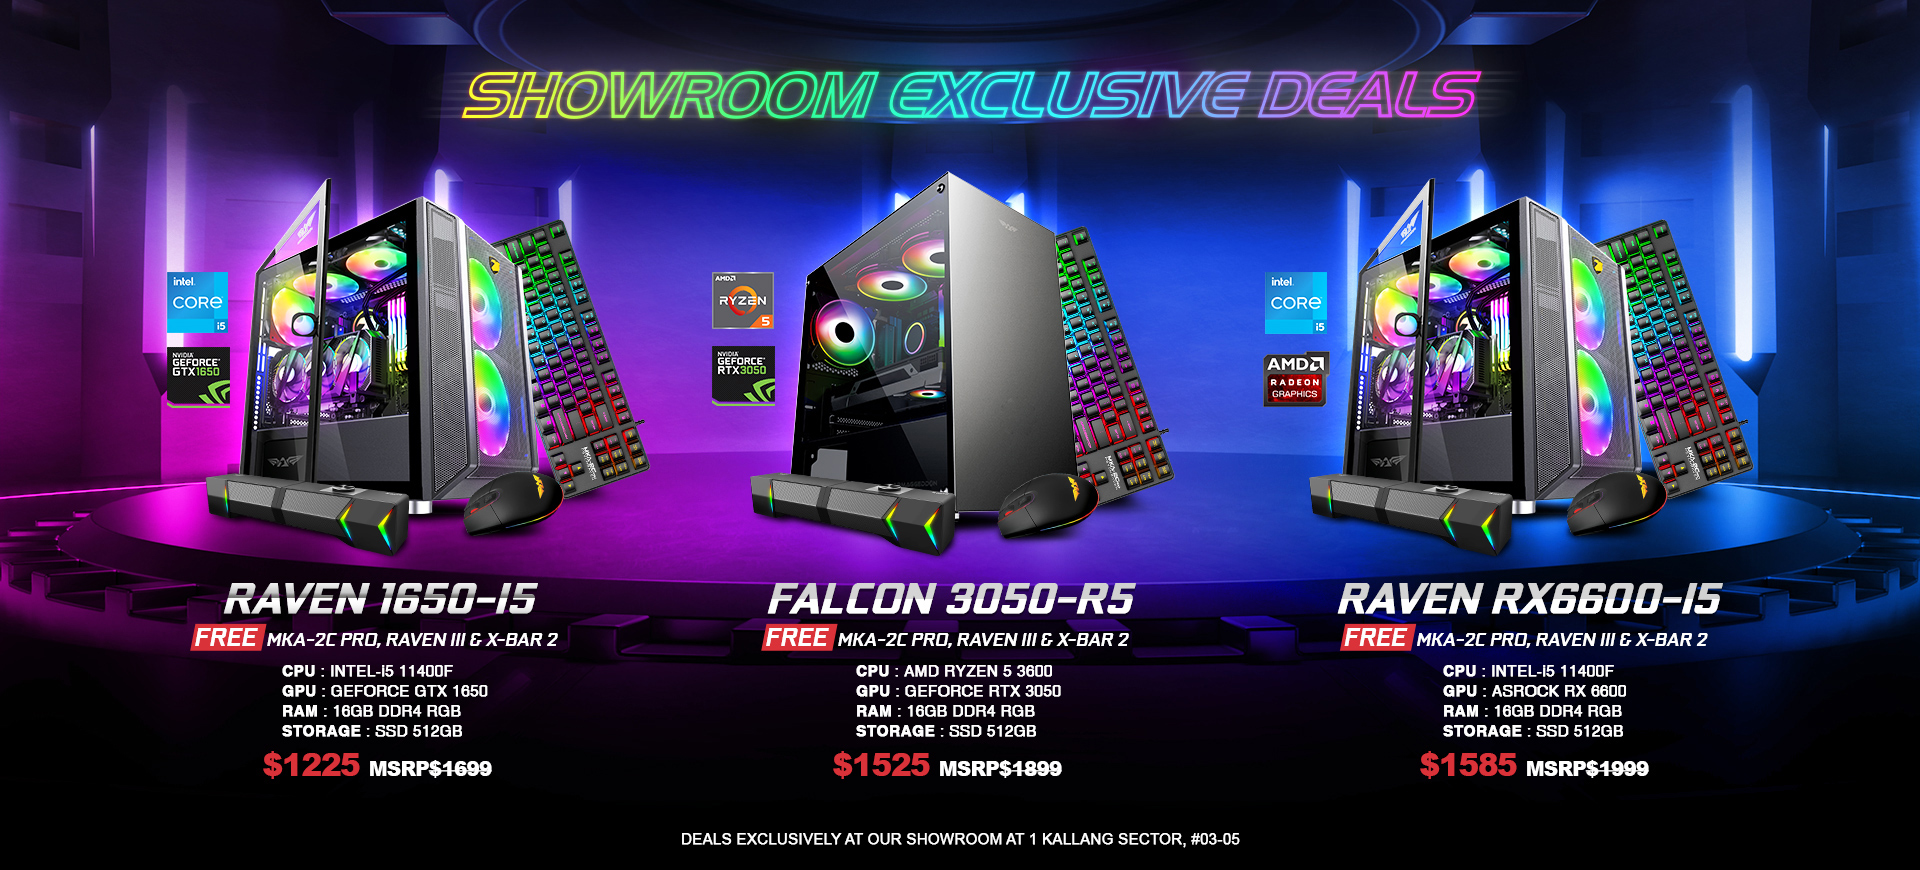 SHOWROOM EXCLUSIVE DEALS
intel.
CORE
i5
NVIDIA
GEFORCE
GTX1650
AMD
RYZEN
5
NVIDIA
GEFORCE
RTX3050
intel.
CORE
i5
AMD
RADEON
GRAPHICS
RAVEN 1650-I5
FREE MKA-2C PRO, RAVEN III & X-BAR 2
CPU : INTEL-i5 11400F
GPU : GEFORCE GTX 1650
RAM : 16GB DDR4 RGB
STORAGE : SSD 512GB
$1225 MSRP$1699
FALCON 3050-R5
FREE MKA-2C PRO, RAVEN III & X-BAR 2
CPU : AMD RYZEN 5 3600
GPU : GEFORCE RTX 3050
RAM : 16GB DDR4 RGB
STORAGE : SSD 512GB
$1525 MSRP$1899
RAVEN RX6600-I5
FREE MKA-2C PRO, RAVEN III & X-BAR 2
CPU : INTEL-i5 11400F
GPU : ASROCK RX 6600
RAM : 16GB DDR4 RGB
STORAGE : SSD 512GB
$1585 MSRP$1999
DEALS EXCLUSIVELY AT OUR SHOWROOM AT 1 KALLANG SECTOR, #03-05